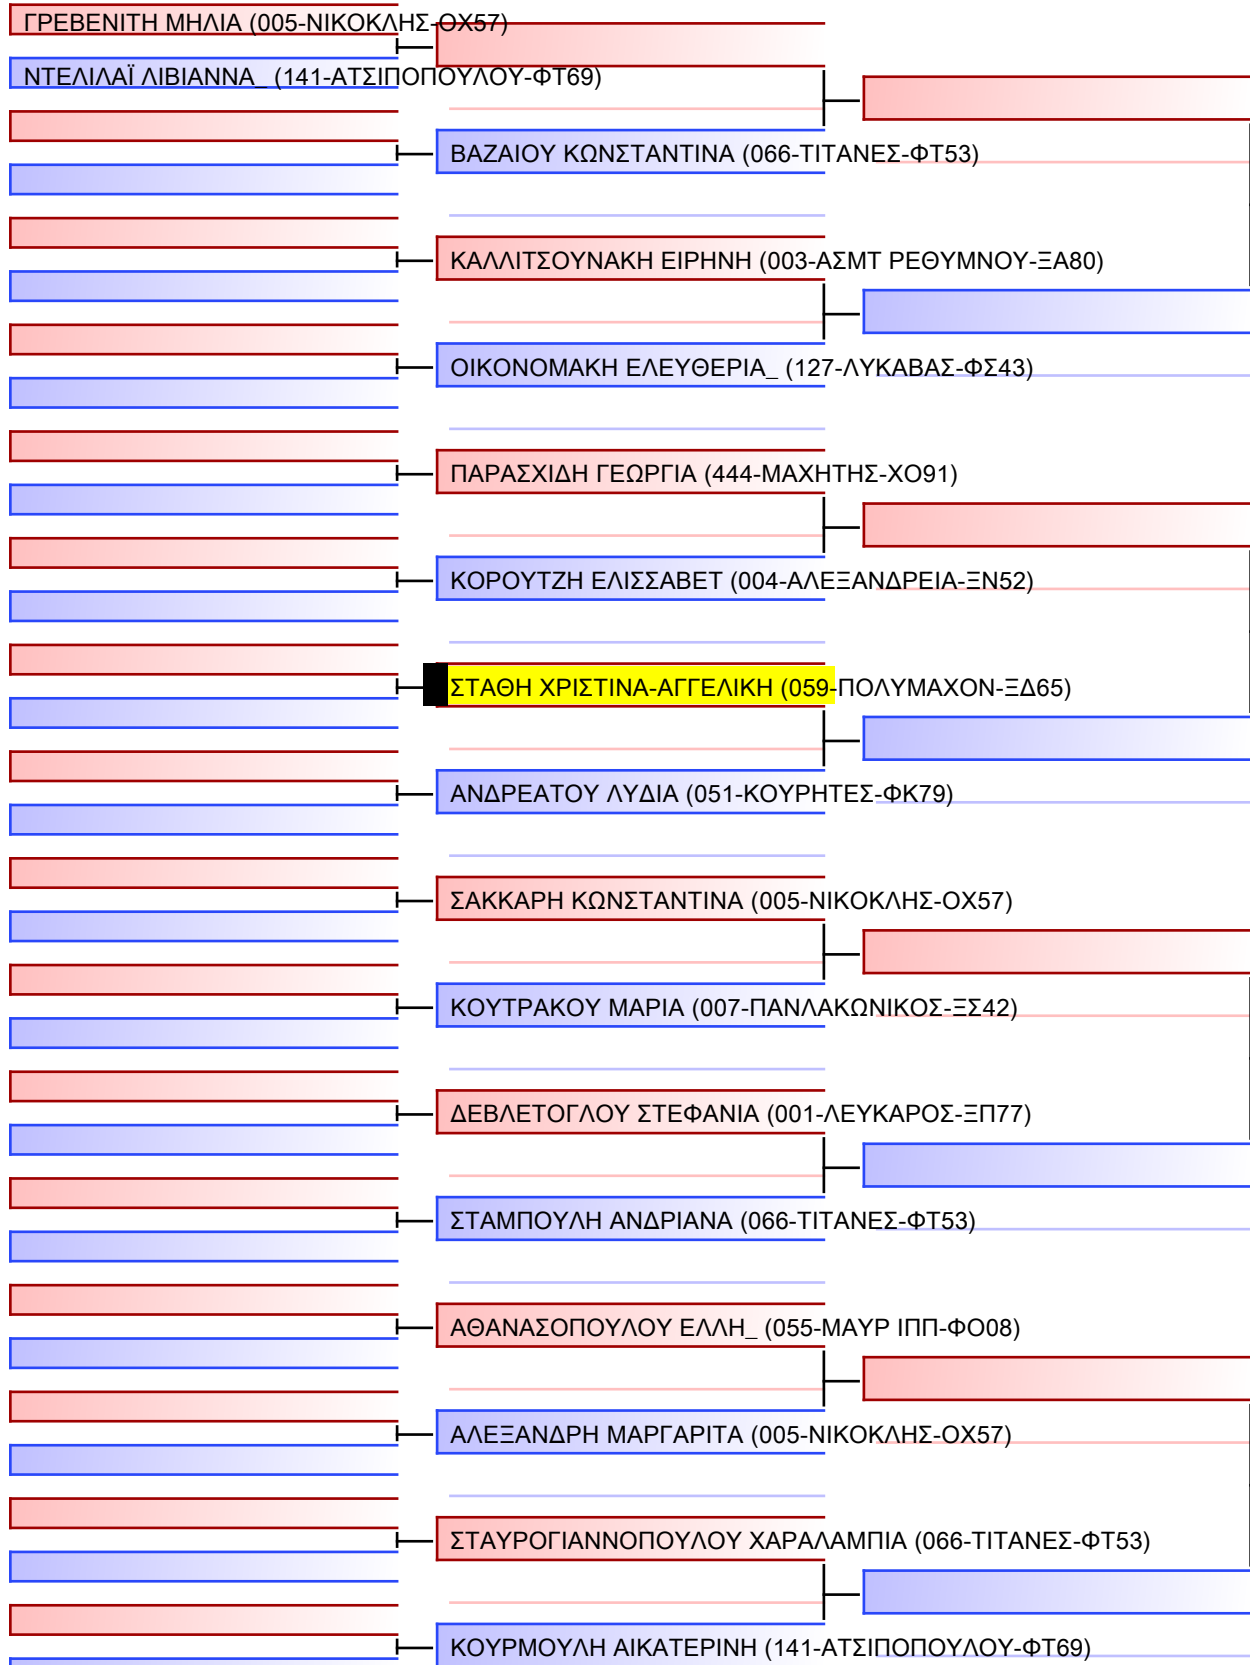 ΓΡΕΒΕΝΙΤΗ ΜΗΛΙΑ (005-ΝΙΚΟΚΛΗΣ-ΟΧ57)
ΝΤΕΛΙΛΑΪ ΛΙΒΙΑΝΝΑ_ (141-ΑΤΣΙΠΟΠΟΥΛΟΥ-ΦΤ69)
ΒΑΖΑΙΟΥ ΚΩΝΣΤΑΝΤΙΝΑ (066-ΤΙΤΑΝΕΣ-ΦΤ53)
ΚΑΛΛΙΤΣΟΥΝΑΚΗ ΕΙΡΗΝΗ (003-ΑΣΜΤ ΡΕΘΥΜΝΟΥ-ΞΑ80)
ΟΙΚΟΝΟΜΑΚΗ ΕΛΕΥΘΕΡΙΑ_ (127-ΛΥΚΑΒΑΣ-ΦΣ43)
ΠΑΡΑΣΧΙΔΗ ΓΕΩΡΓΙΑ (444-ΜΑΧΗΤΗΣ-ΧΟ91)
ΚΟΡΟΥΤΖΗ ΕΛΙΣΣΑΒΕΤ (004-ΑΛΕΞΑΝΔΡΕΙΑ-ΞΝ52)
ΣΤΑΘΗ ΧΡΙΣΤΙΝΑ-ΑΓΓΕΛΙΚΗ (059-ΠΟΛΥΜΑΧΟΝ-ΞΔ65)
ΑΝΔΡΕΑΤΟΥ ΛΥΔΙΑ (051-ΚΟΥΡΗΤΕΣ-ΦΚ79)
ΣΑΚΚΑΡΗ ΚΩΝΣΤΑΝΤΙΝΑ (005-ΝΙΚΟΚΛΗΣ-ΟΧ57)
ΚΟΥΤΡΑΚΟΥ ΜΑΡΙΑ (007-ΠΑΝΛΑΚΩΝΙΚΟΣ-ΞΣ42)
ΔΕΒΛΕΤΟΓΛΟΥ ΣΤΕΦΑΝΙΑ (001-ΛΕΥΚΑΡΟΣ-ΞΠ77)
ΣΤΑΜΠΟΥΛΗ ΑΝΔΡΙΑΝΑ (066-ΤΙΤΑΝΕΣ-ΦΤ53)
ΑΘΑΝΑΣΟΠΟΥΛΟΥ ΕΛΛΗ_ (055-ΜΑΥΡ ΙΠΠ-ΦΟ08)
ΑΛΕΞΑΝΔΡΗ ΜΑΡΓΑΡΙΤΑ (005-ΝΙΚΟΚΛΗΣ-ΟΧ57)
ΣΤΑΥΡΟΓΙΑΝΝΟΠΟΥΛΟΥ ΧΑΡΑΛΑΜΠΙΑ (066-ΤΙΤΑΝΕΣ-ΦΤ53)
ΚΟΥΡΜΟΥΛΗ ΑΙΚΑΤΕΡΙΝΗ (141-ΑΤΣΙΠΟΠΟΥΛΟΥ-ΦΤ69)